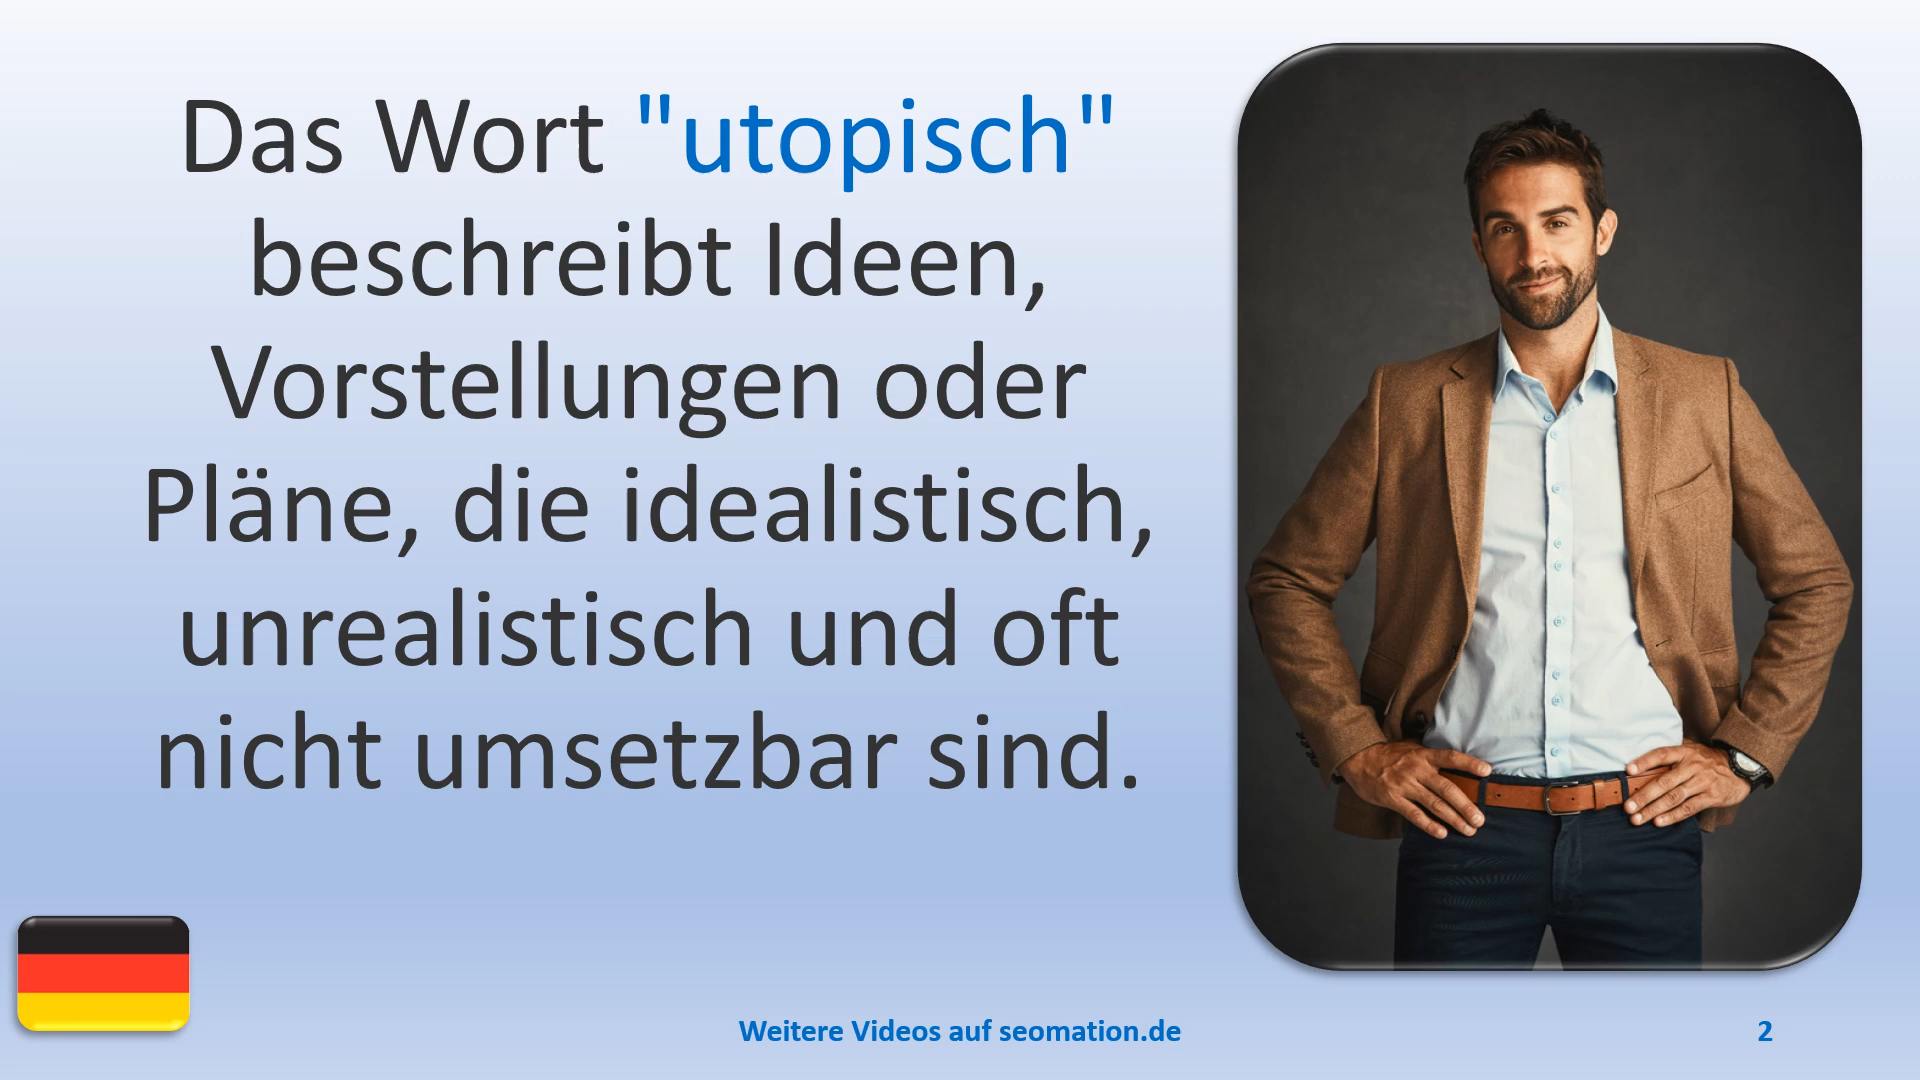 Das Wort "utopisch"
beschreibt Ideen,
Vorstellungen oder
Pläne, die idealistisch,
unrealistisch und oft
nicht umsetzbar sind.
Weitere Videos auf seomation.de
2